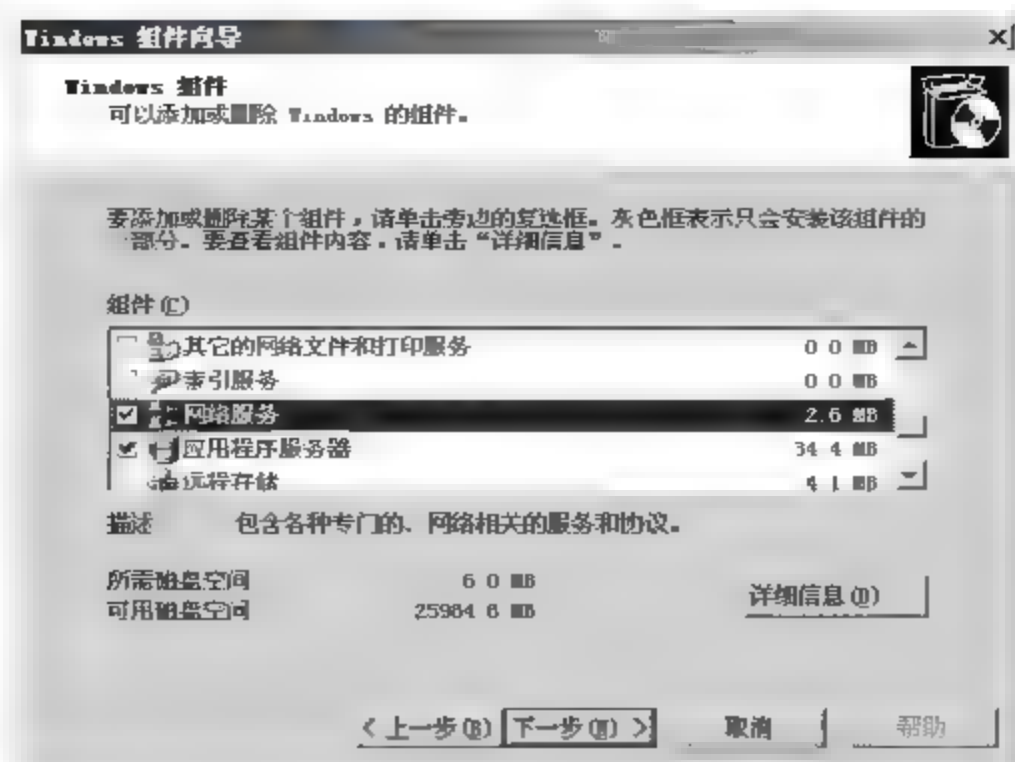 Windows 组件向导
Windows 组件
可以添加或删除 Windows 的组件。
要添加或删除某个组件，请单击旁边的复选框。灰色框表示只会安装该组件的
一部分。要查看组件内容，请单击“详细信息”。
组件(C)
其它的网络文件和打印服务 0 0 MB
索引服务 0 0 MB
网络服务 2.6 MB
应用程序服务器 34 4 MB
远程存储 4 1 MB
描述 包含各种专门的、网络相关的服务和协议。
所需磁盘空间 6 0 MB
详细信息(D)
可用磁盘空间 25984 6 MB
< 上一步(B) 下一步(N) > 取消 帮助